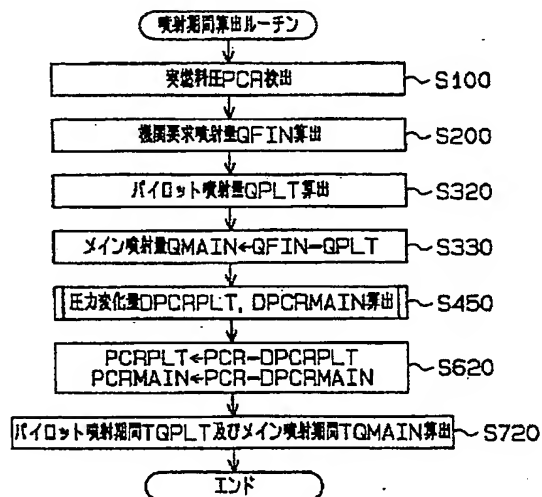 噴射期間算出ルーチン
実燃料圧PCR検出 S100
機関要求噴射量QFIN算出 S200
パイロット噴射量QPLT算出 S320
メイン噴射量QMAIN←QFIN−QPLT S330
圧力変化量DPCRPLT, DPCRMAIN算出 S450
PCRPLT←PCR−DPCRPLT
PCRMAIN←PCR−DPCRMAIN S620
パイロット噴射期間TQPLT及びメイン噴射期間TQMAIN算出 S720
エンド